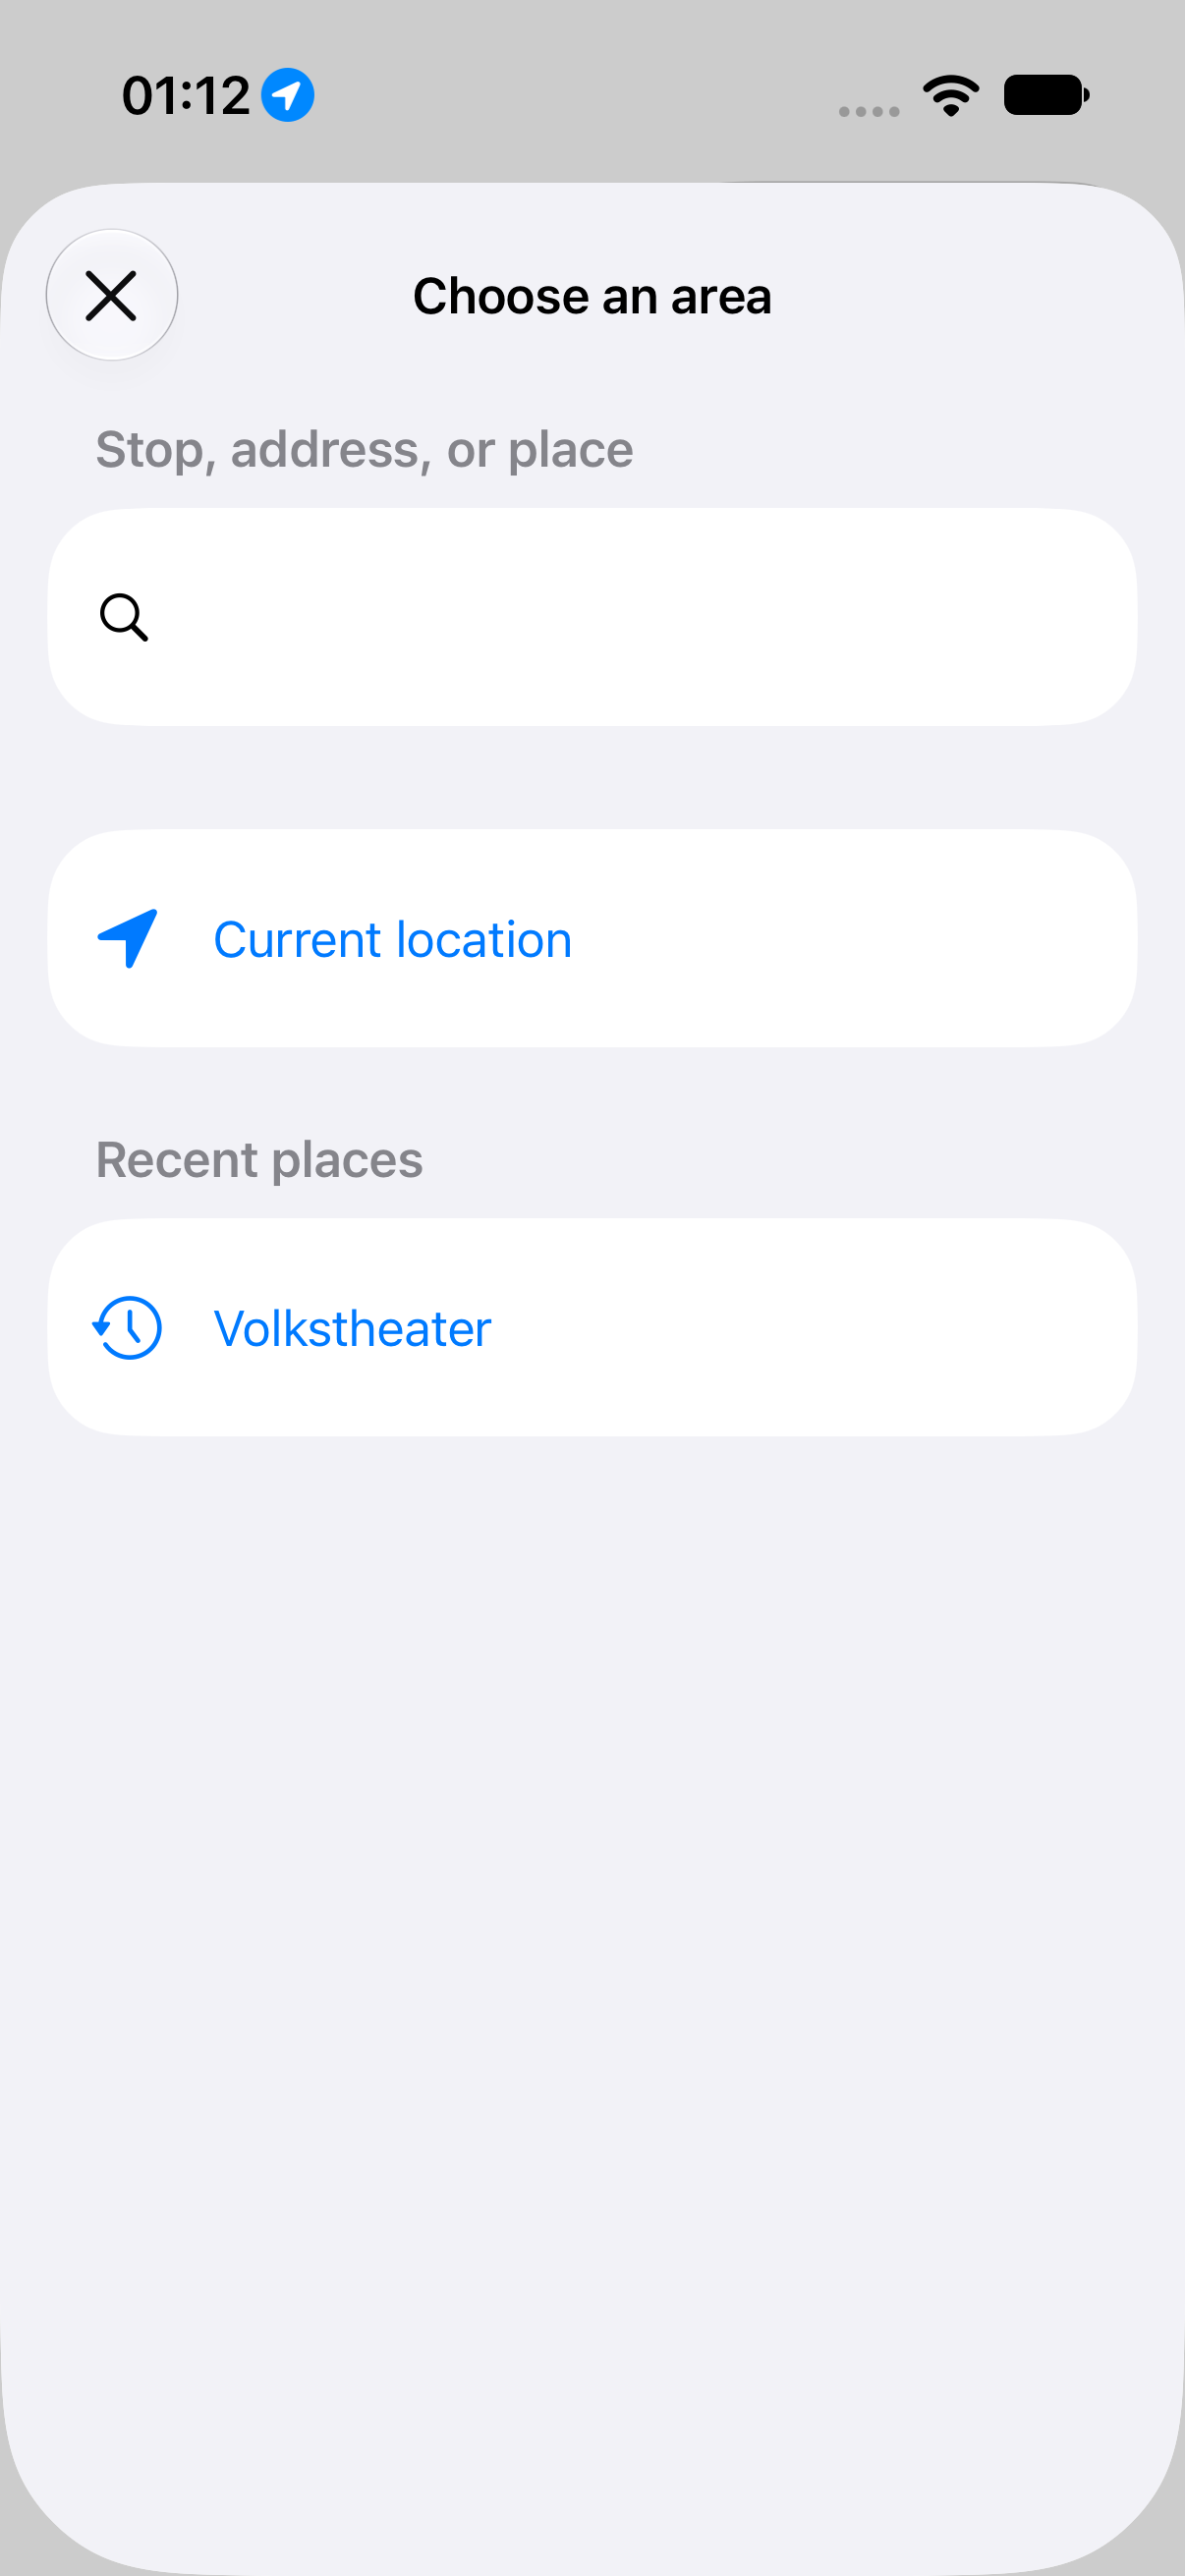 01:12
Choose an area
Stop, address, or place
Current location
Recent places
Volkstheater